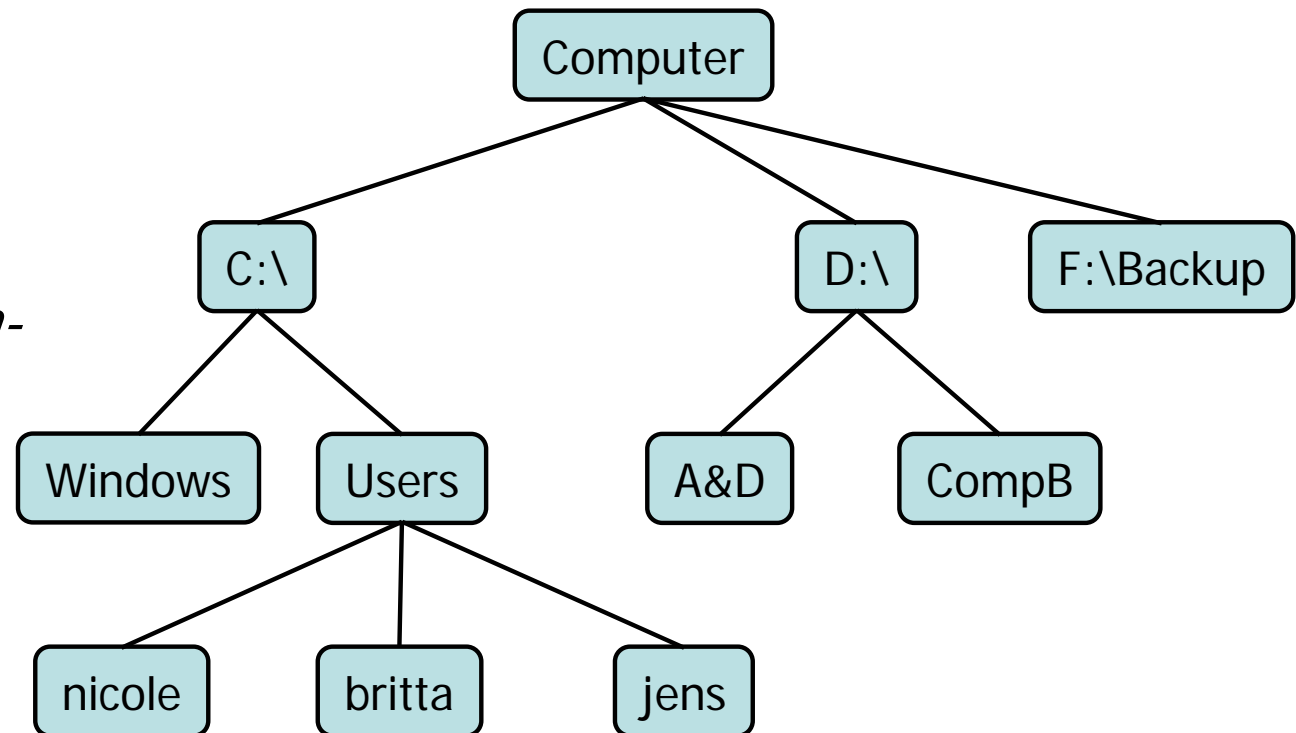 Computer
C:\
D:\
F:\Backup
Windows
Users
A&D
CompB
nicole
britta
jens